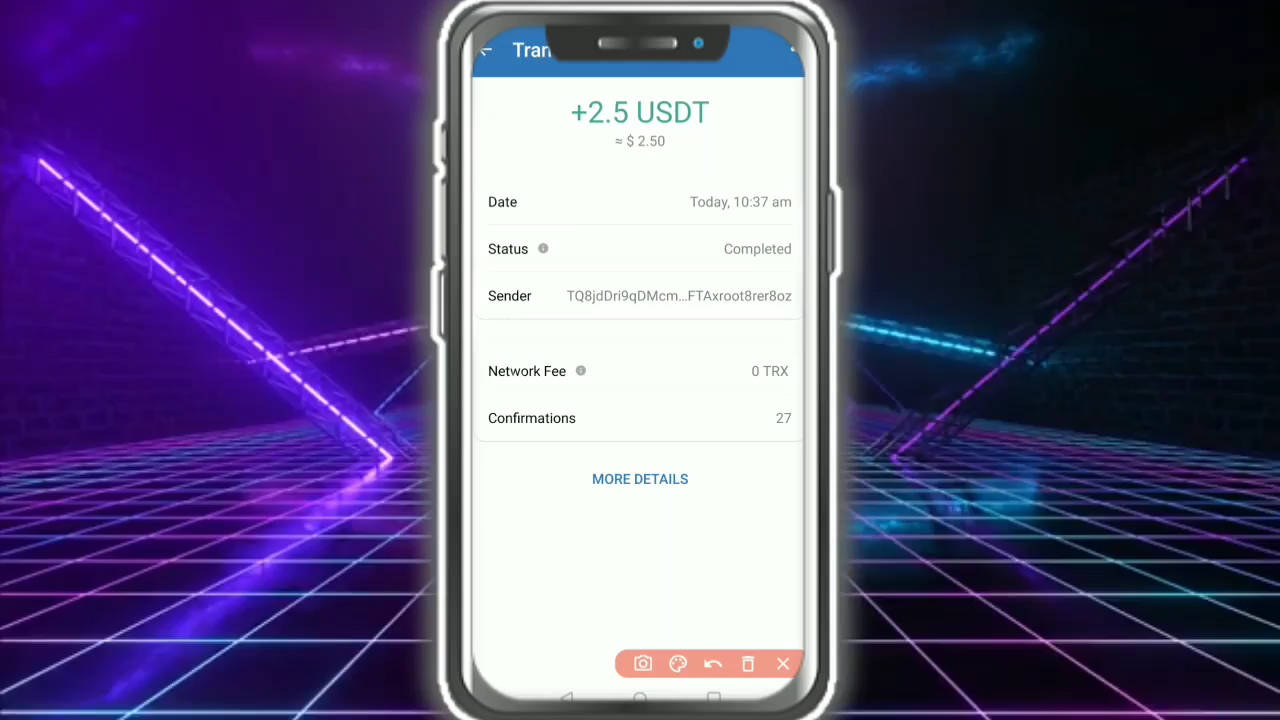 Tran
+2.5 USDT
≈ $ 2.50
Date Today, 10:37 am
Status Completed
Sender TQ8jdDri9qDMcm...FTAxroot8rer8oz
Network Fee 0 TRX
Confirmations 27
MORE DETAILS